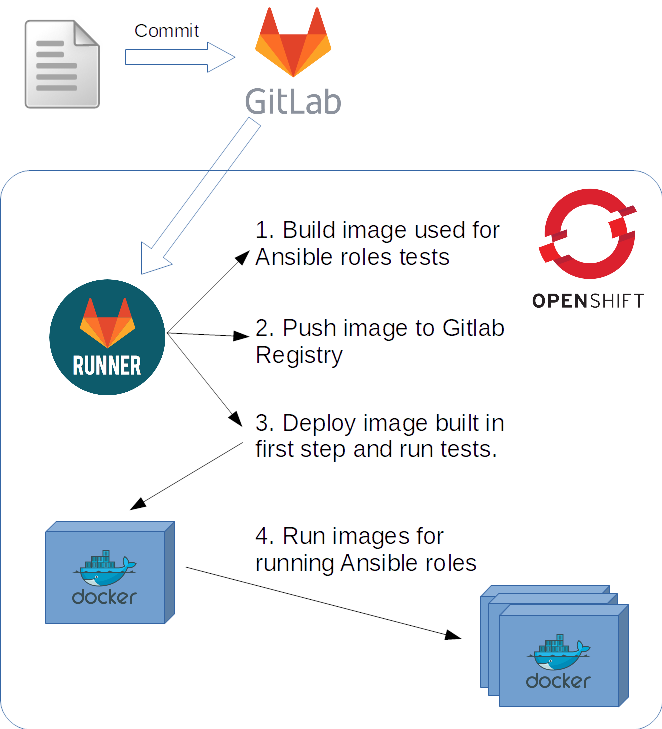 Commit
GitLab
1. Build image used for
Ansible roles tests
OPENSHIFT
RUNNER
2. Push image to Gitlab
Registry
3. Deploy image built in
first step and run tests.
4. Run images for
running Ansible roles
docker
docker